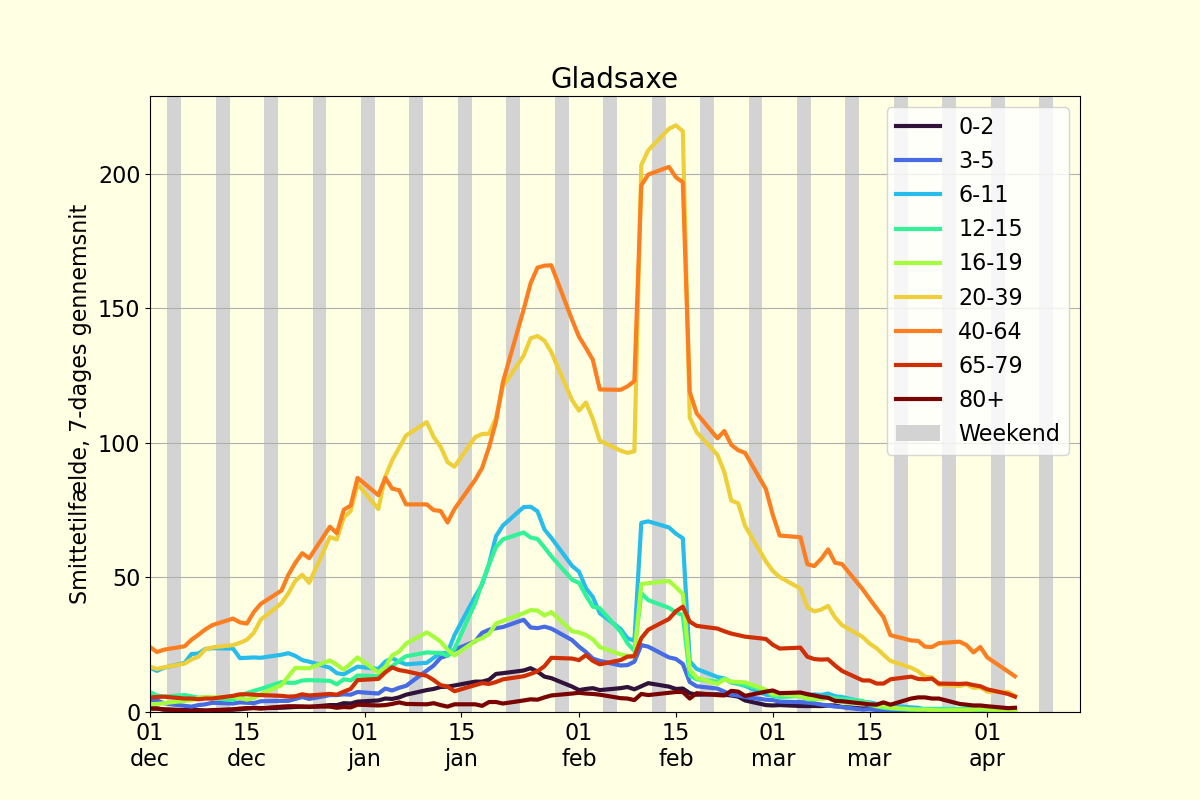 Gladsaxe
Smittetilfælde, 7-dages gennemsnit
200
150
100
50
0
0-2
3-5
6-11
12-15
16-19
20-39
40-64
65-79
80+
Weekend
01 15 01 15 01 15 01 15 01
dec dec jan jan feb feb mar mar apr